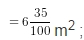 = 6 35/100 m² ;